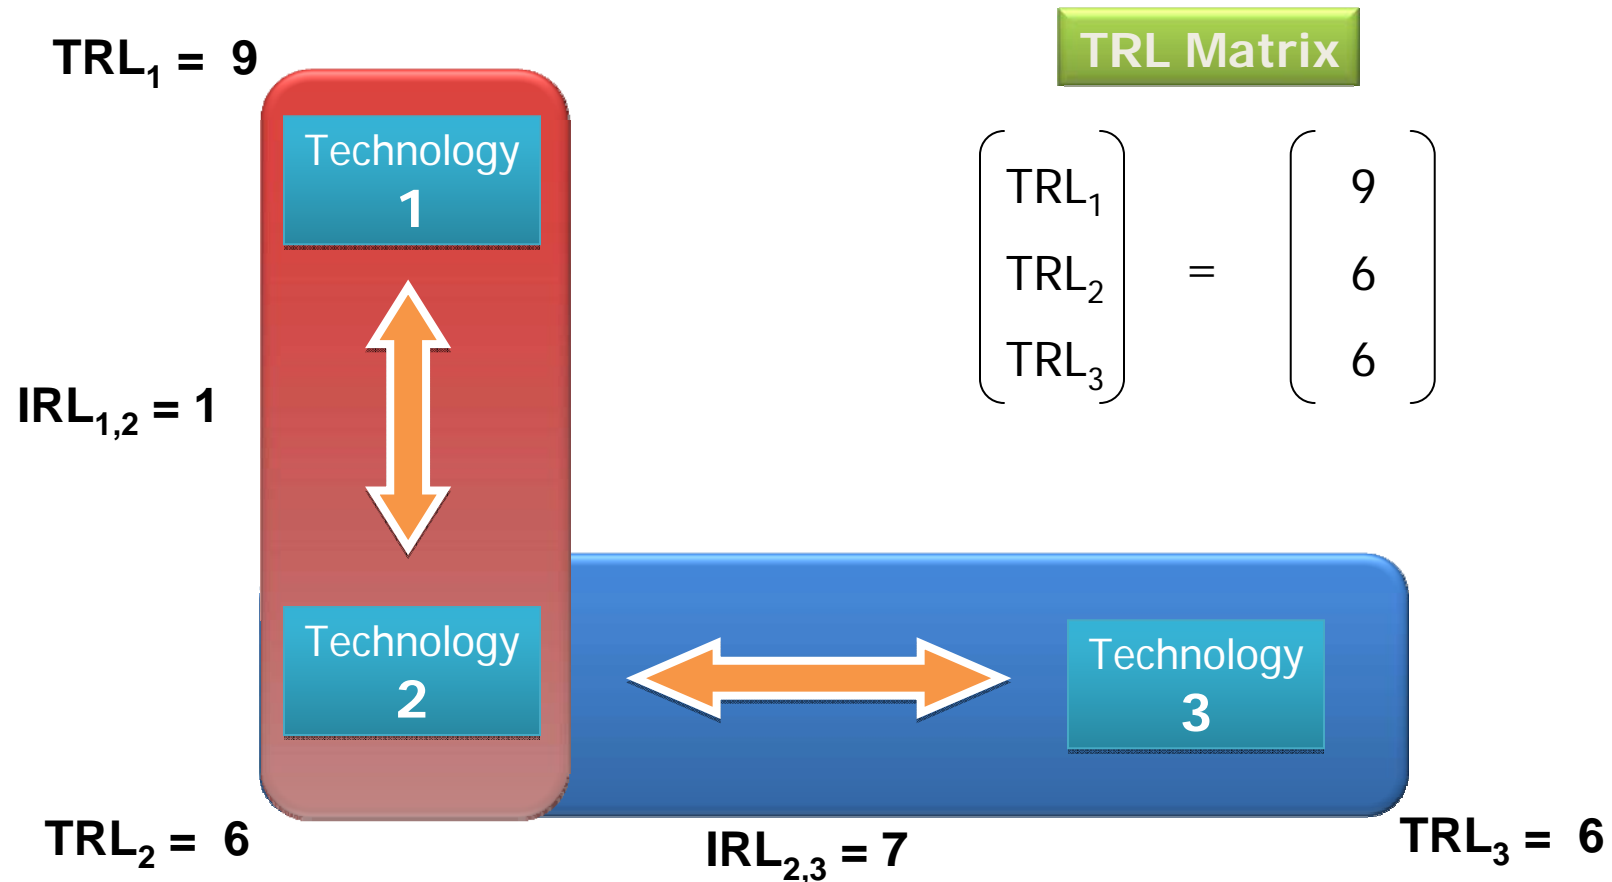 TRL1 = 9
TRL Matrix
Technology
1
TRL1
TRL2
TRL3
=
9
6
6
IRL1,2 = 1
Technology
2
Technology
3
TRL2 = 6
IRL2,3 = 7
TRL3 = 6